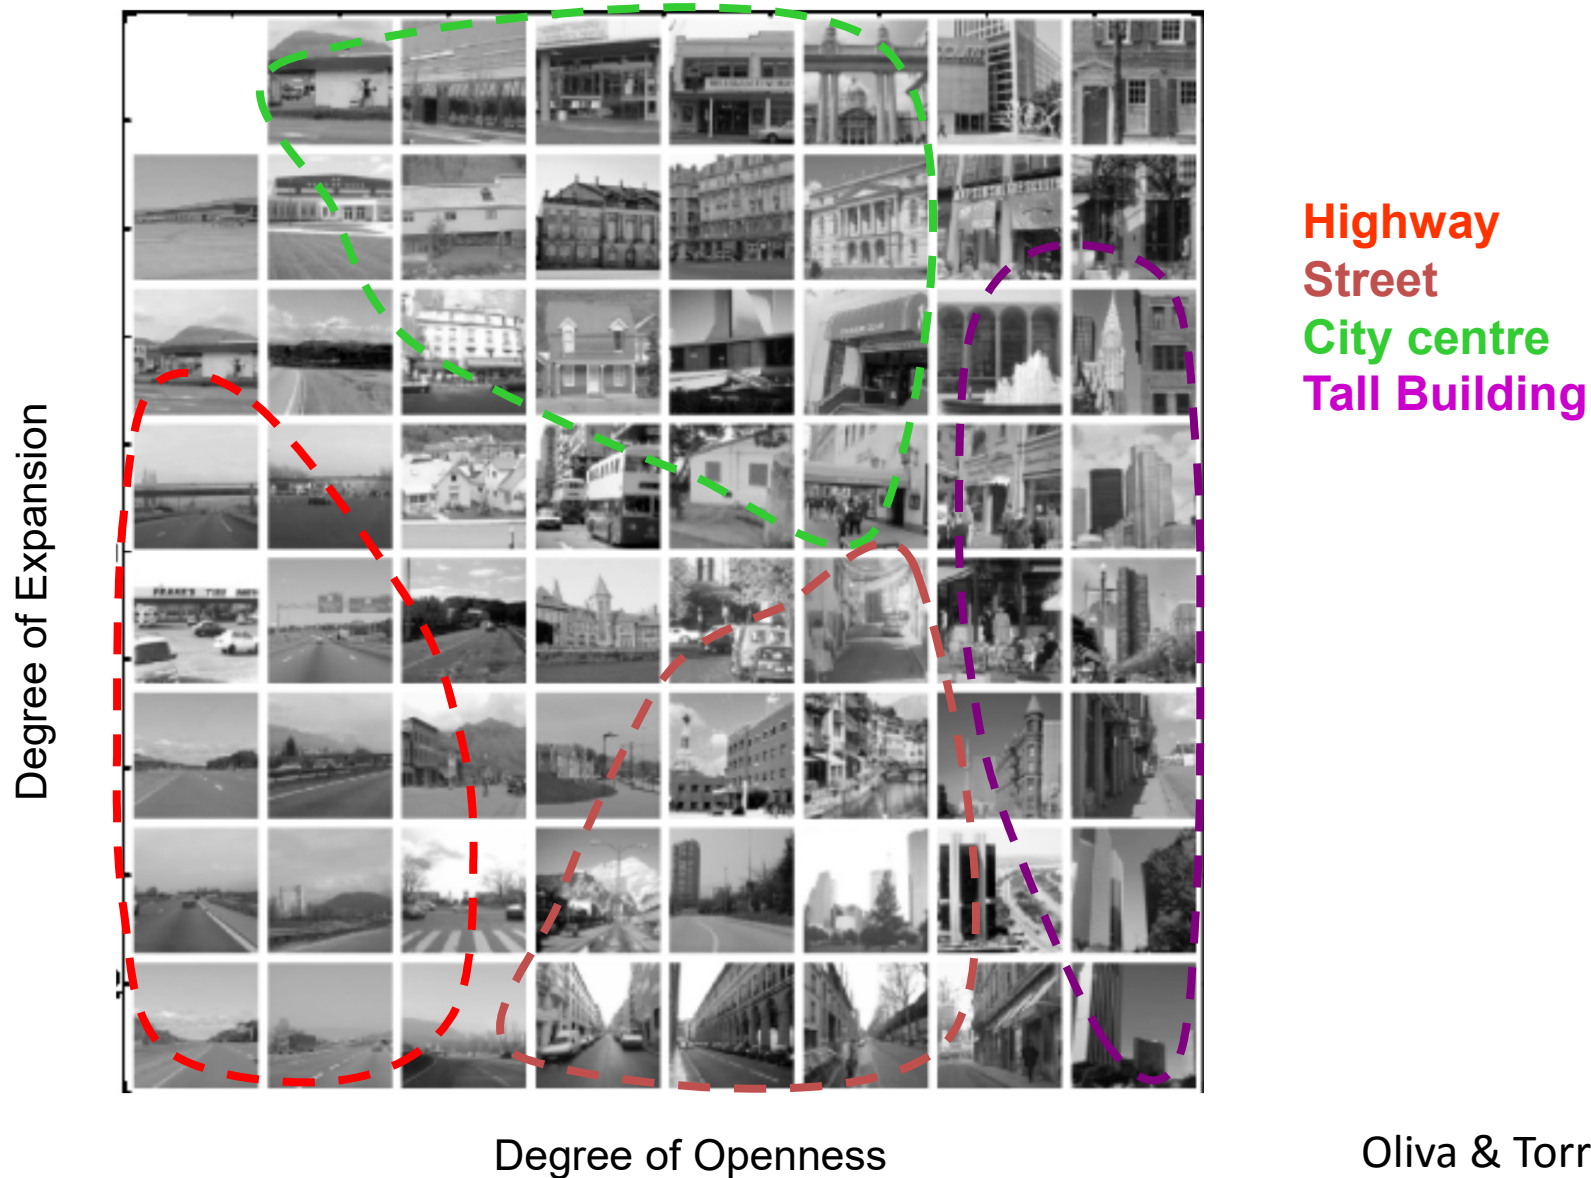 Highway
Street
City centre
Tall Building
Degree of Expansion
Degree of Openness
Oliva & Torr